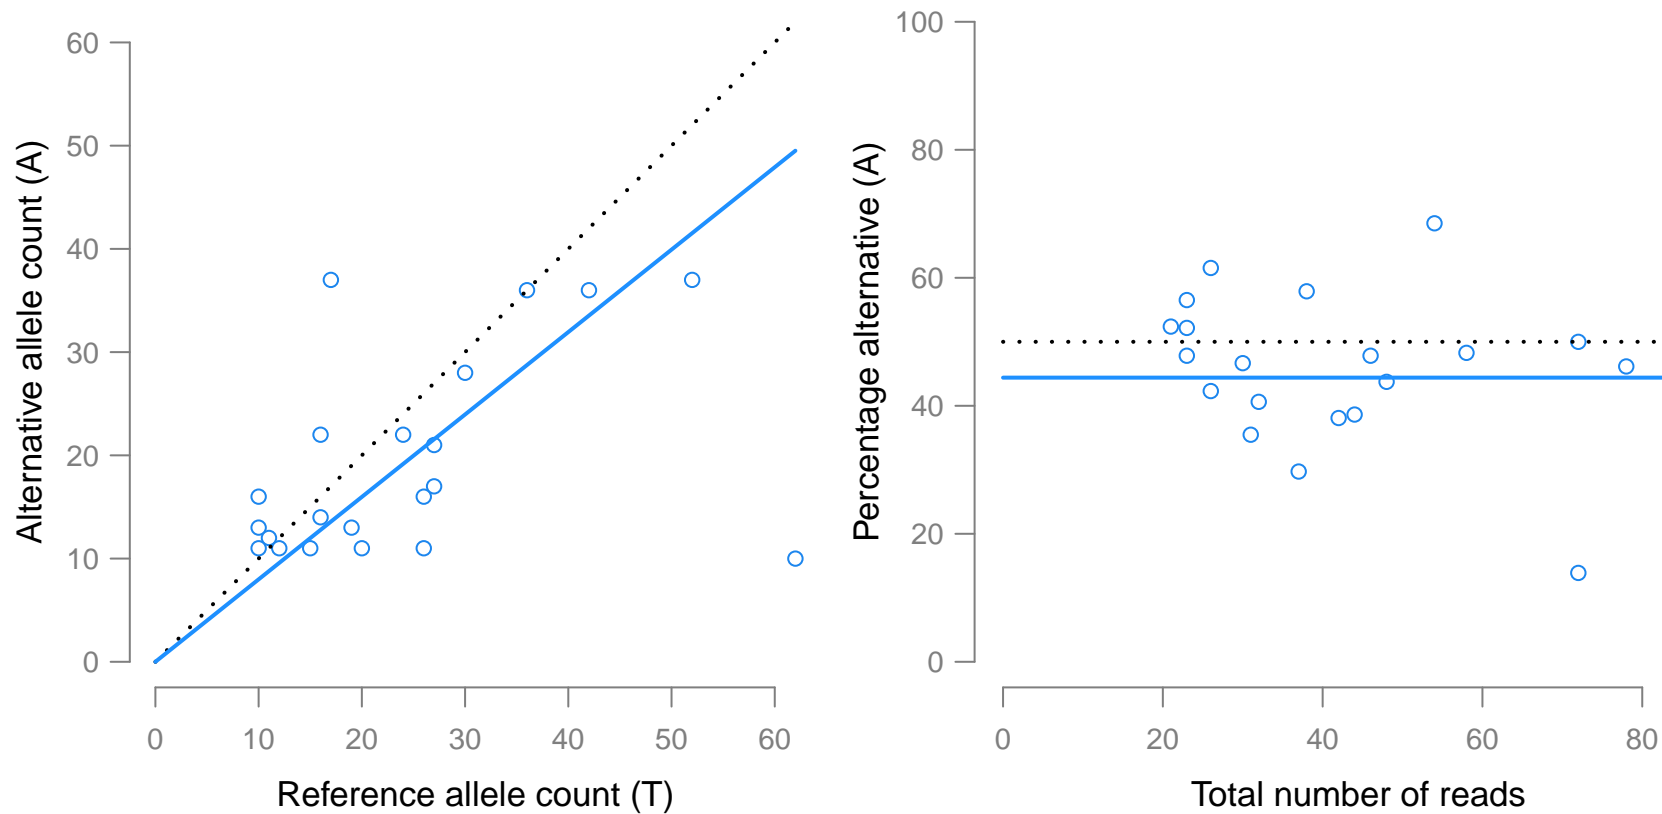 Alternative allele count (A)
60
50
40
30
20
10
0
0 10 20 30 40 50 60
Reference allele count (T)
Percentage alternative (A)
100
80
60
40
20
0
0 20 40 60 80
Total number of reads